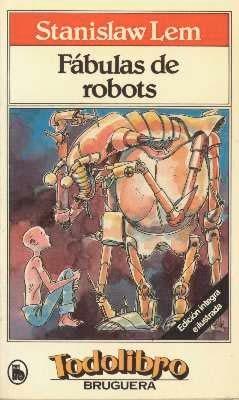 Stanislaw Lem
Fábulas de
robots
Edición íntegra
e ilustrada
Todolibro
BRUGUERA